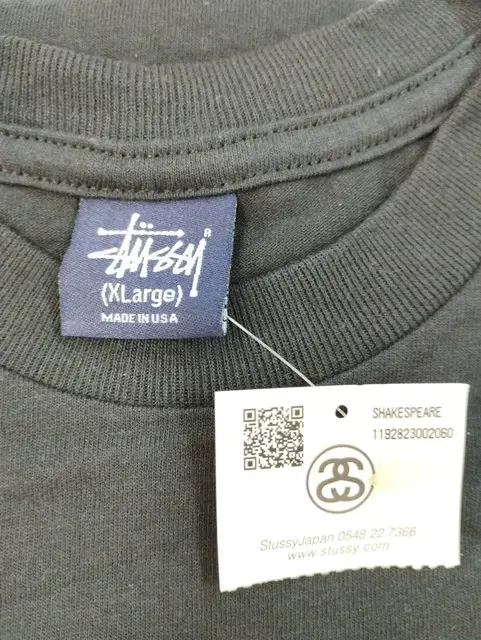 STÜSSY ®
(XLarge)
MADE IN USA
SHAKESPEARE
1192823002060
StussyJapan 0548 22 7366
www.stussy.com